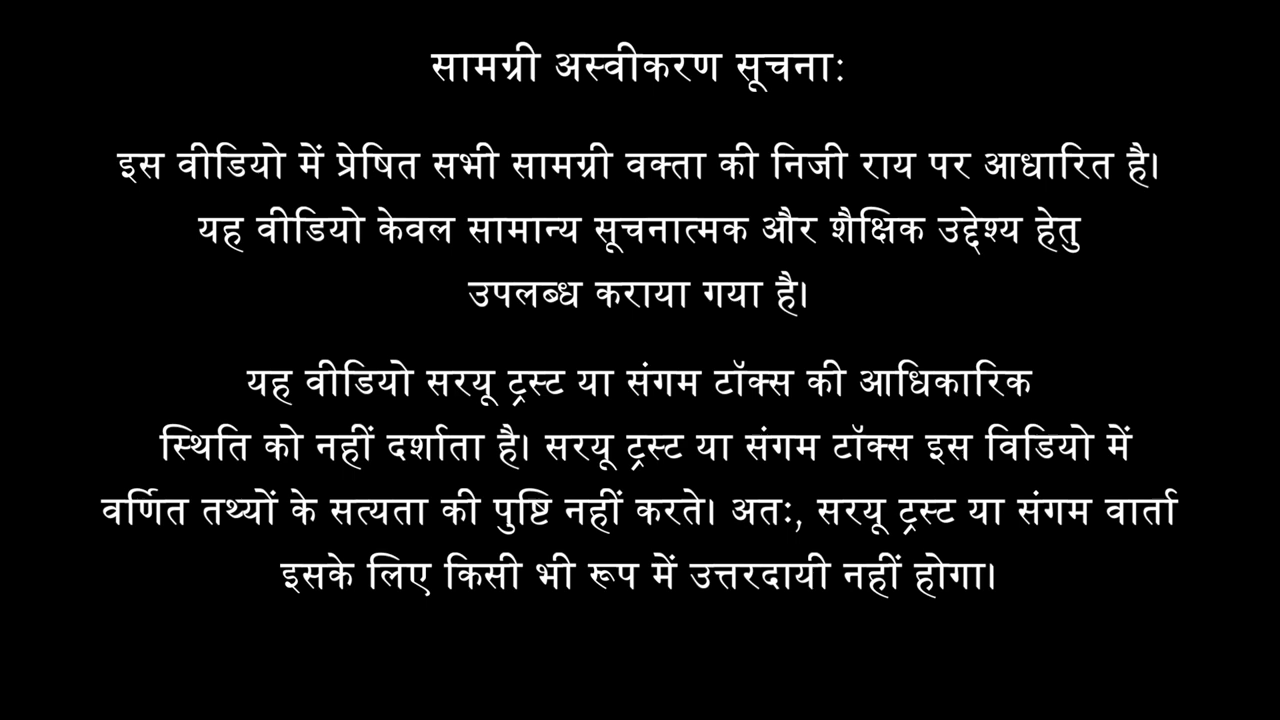 सामग्री अस्वीकरण सूचना:
इस वीडियो में प्रेषित सभी सामग्री वक्ता की निजी राय पर आधारित है।
यह वीडियो केवल सामान्य सूचनात्मक और शैक्षिक उद्देश्य हेतु
उपलब्ध कराया गया है।
यह वीडियो सरयू ट्रस्ट या संगम टॉक्स की आधिकारिक
स्थिति को नहीं दर्शाता है। सरयू ट्रस्ट या संगम टॉक्स इस विडियो में
वर्णित तथ्यों के सत्यता की पुष्टि नहीं करते। अतः, सरयू ट्रस्ट या संगम वार्ता
इसके लिए किसी भी रूप में उत्तरदायी नहीं होगा।